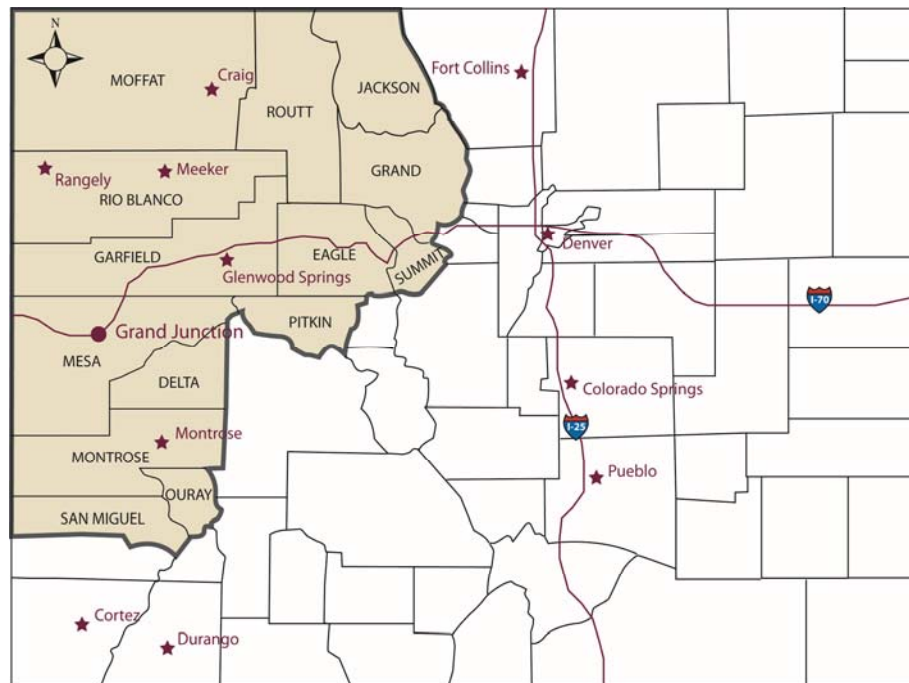 N
Fort Collins
Craig
MOFFAT
JACKSON
ROUTT
Rangely
Meeker
GRAND
RIO BLANCO
Denver
GARFIELD
EAGLE
SUMMIT
Glenwood Springs
I-70
PITKIN
Grand Junction
MESA
DELTA
Colorado Springs
I-25
Montrose
MONTROSE
Pueblo
OURAY
SAN MIGUEL
Cortez
Durango